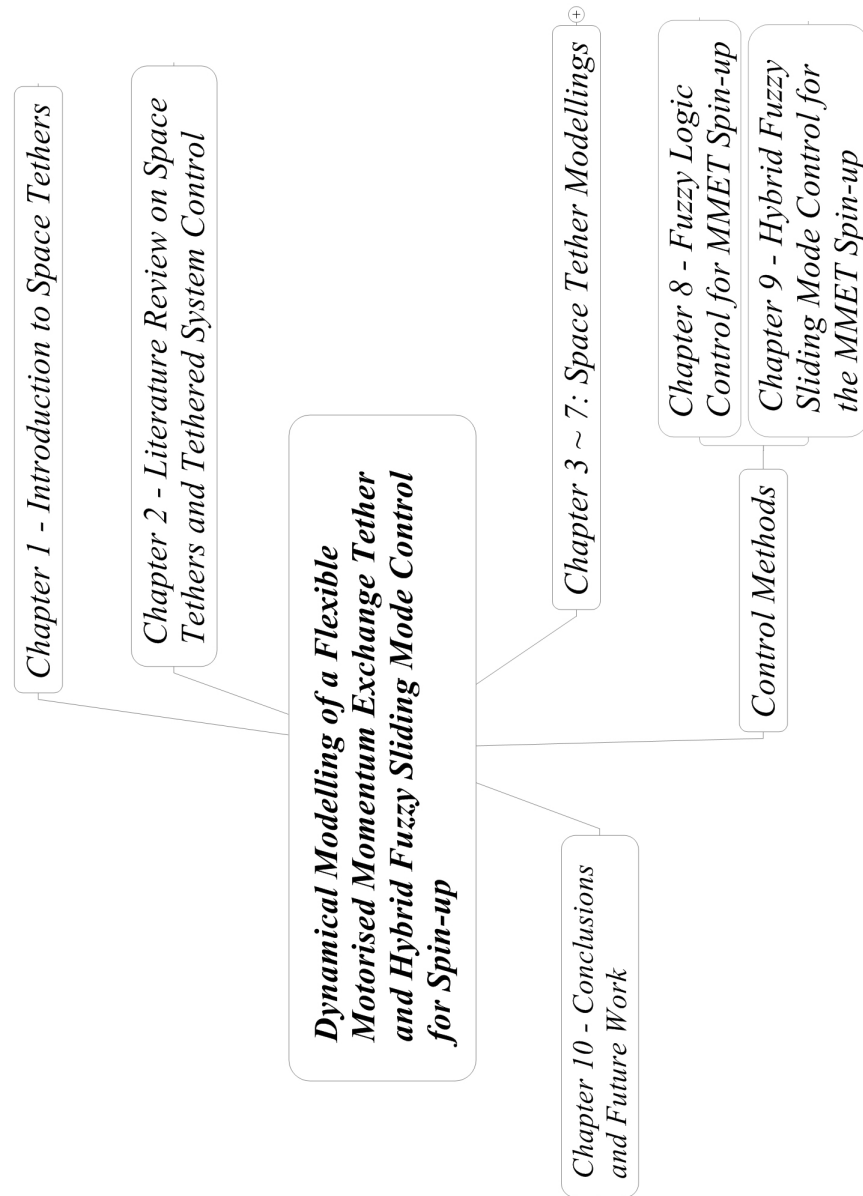 Chapter 1 - Introduction to Space Tethers
Chapter 2 - Literature Review on Space
Tethers and Tethered System Control
Dynamical Modelling of a Flexible
Motorised Momentum Exchange Tether
and Hybrid Fuzzy Sliding Mode Control
for Spin-up
Chapter 3 ~ 7: Space Tether Modellings
Control Methods
Chapter 8 - Fuzzy Logic
Control for MMET Spin-up
Chapter 9 - Hybrid Fuzzy
Sliding Mode Control for
the MMET Spin-up
Chapter 10 - Conclusions
and Future Work